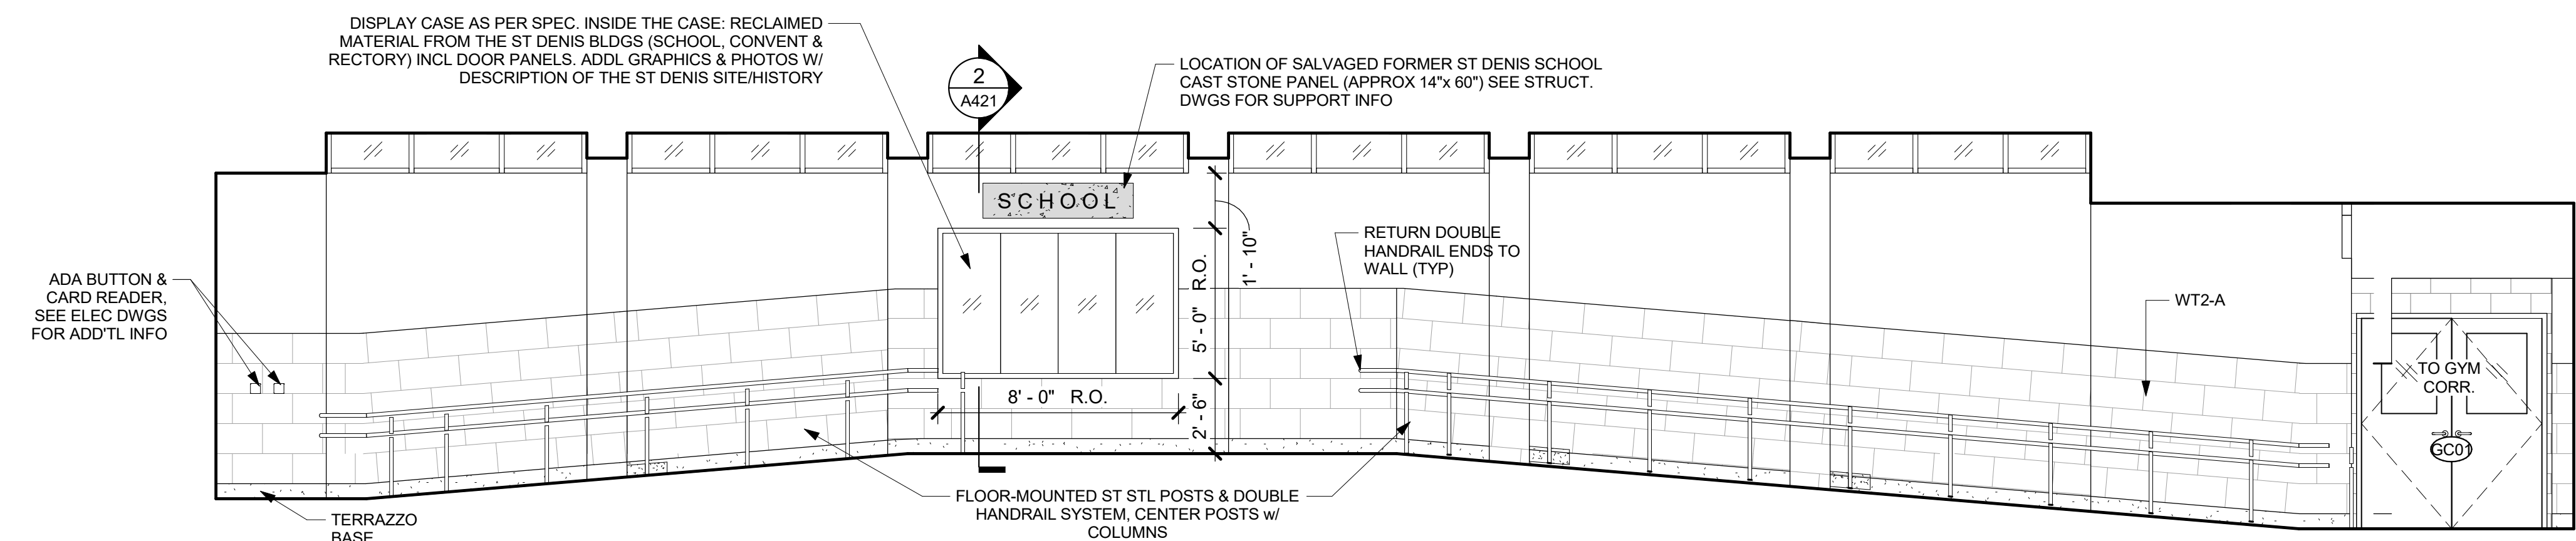 DISPLAY CASE AS PER SPEC. INSIDE THE CASE: RECLAIMED
MATERIAL FROM THE ST DENIS BLDGS (SCHOOL, CONVENT &
RECTORY) INCL DOOR PANELS. ADDL GRAPHICS & PHOTOS W/
DESCRIPTION OF THE ST DENIS SITE/HISTORY
2
A421
LOCATION OF SALVAGED FORMER ST DENIS SCHOOL
CAST STONE PANEL (APPROX 14"x 60") SEE STRUCT.
DWGS FOR SUPPORT INFO
SCHOOL
1' - 10"
5' - 0" R.O.
2' - 6"
8' - 0" R.O.
RETURN DOUBLE
HANDRAIL ENDS TO
WALL (TYP)
ADA BUTTON &
CARD READER,
SEE ELEC DWGS
FOR ADD'TL INFO
WT2-A
TO GYM
CORR.
GC01
FLOOR-MOUNTED ST STL POSTS & DOUBLE
HANDRAIL SYSTEM, CENTER POSTS w/
COLUMNS
TERRAZZO
BASE